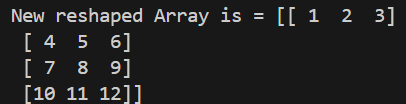 New reshaped Array is = [[ 1  2  3]
 [ 4  5  6]
 [ 7  8  9]
 [10 11 12]]